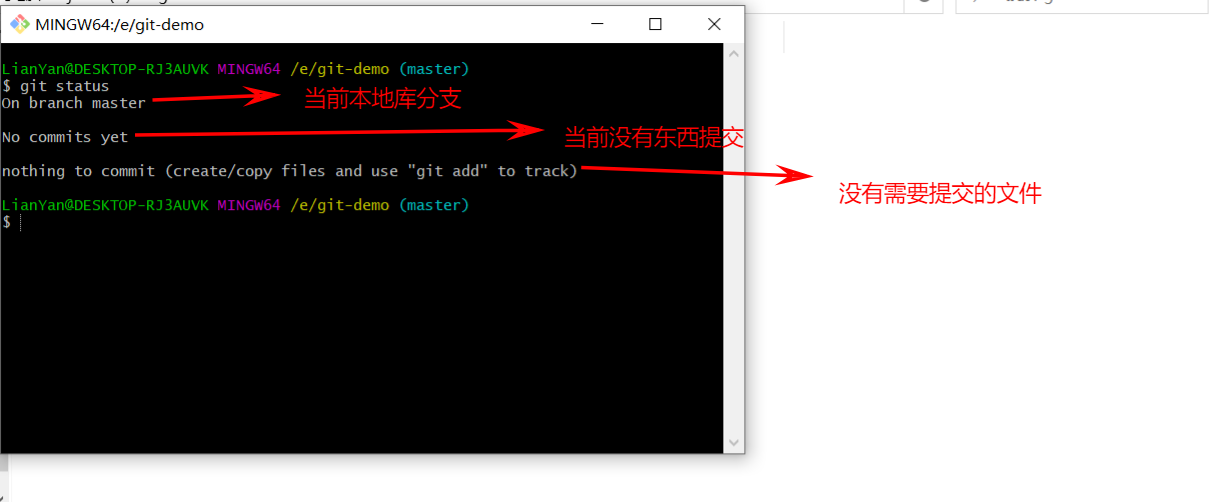 MINGW64:/e/git-demo
LianYan@DESKTOP-RJ3AUVK MINGW64 /e/git-demo (master)
$ git status
On branch master
当前本地库分支
No commits yet
当前没有东西提交
nothing to commit (create/copy files and use "git add" to track)
没有需要提交的文件
LianYan@DESKTOP-RJ3AUVK MINGW64 /e/git-demo (master)
$